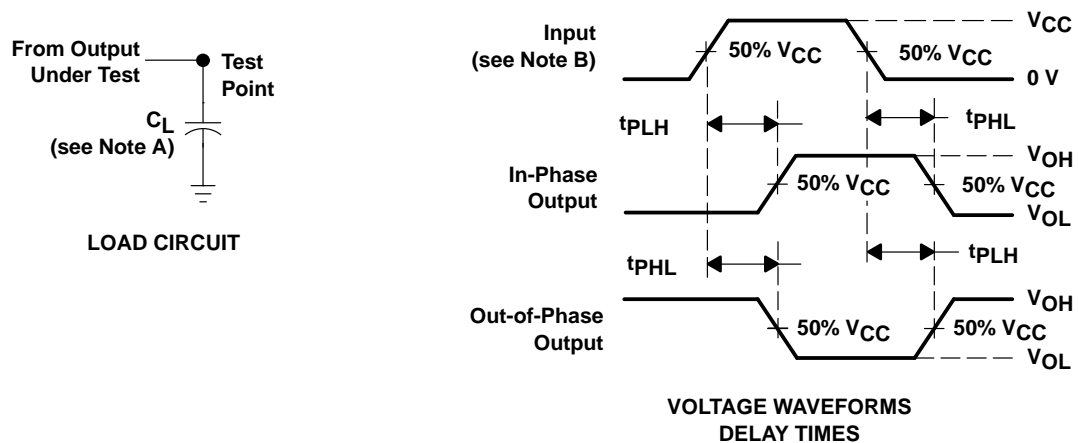 From Output
Under Test
Test
Point
CL
(see Note A)
LOAD CIRCUIT
Input
(see Note B)
50% VCC
50% VCC
VCC
0 V
tPLH
tPHL
In-Phase
Output
50% VCC
50% VCC
VOH
VOL
tPHL
tPLH
Out-of-Phase
Output
50% VCC
50% VCC
VOH
VOL
VOLTAGE WAVEFORMS
DELAY TIMES